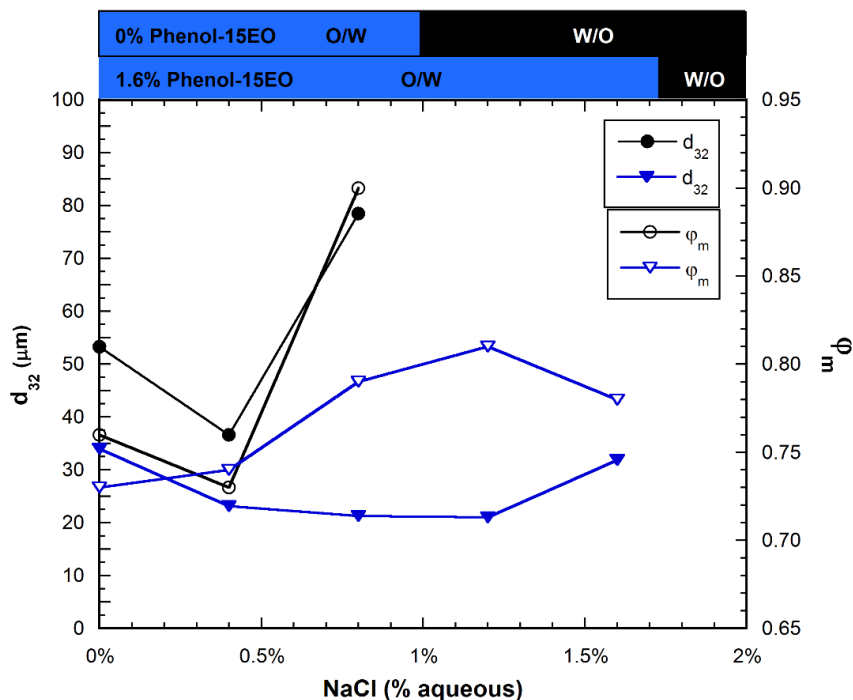 0% Phenol-15EO O/W W/O
1.6% Phenol-15EO O/W W/O
100 0.95
90 0.90
80
70 0.85
60
50 0.80
40
30 0.75
20 0.70
10
0 0.65
d32
d32
φm
φm
d32 (μm)
φm
0% 0.5% 1% 1.5% 2%
NaCl (% aqueous)